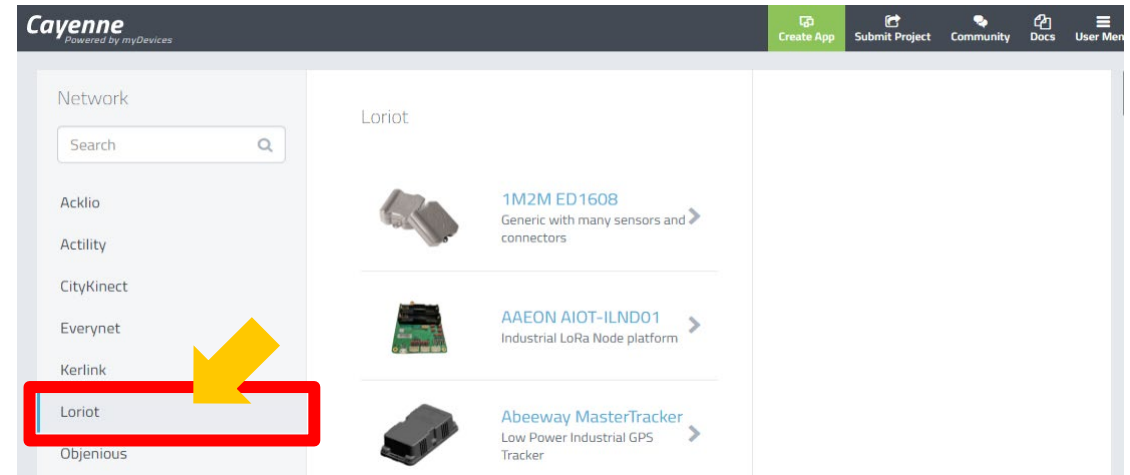 Cayenne
Powered by myDevices
Create App
Submit Project
Community
Docs
User Men
Network
Search
Acklio
Actility
CityKinect
Everynet
Kerlink
Loriot
Objenious
Loriot
1M2M ED1608
Generic with many sensors and
connectors
AAEON AIOT-ILND01
Industrial LoRa Node platform
Abeeway MasterTracker
Low Power Industrial GPS
Tracker